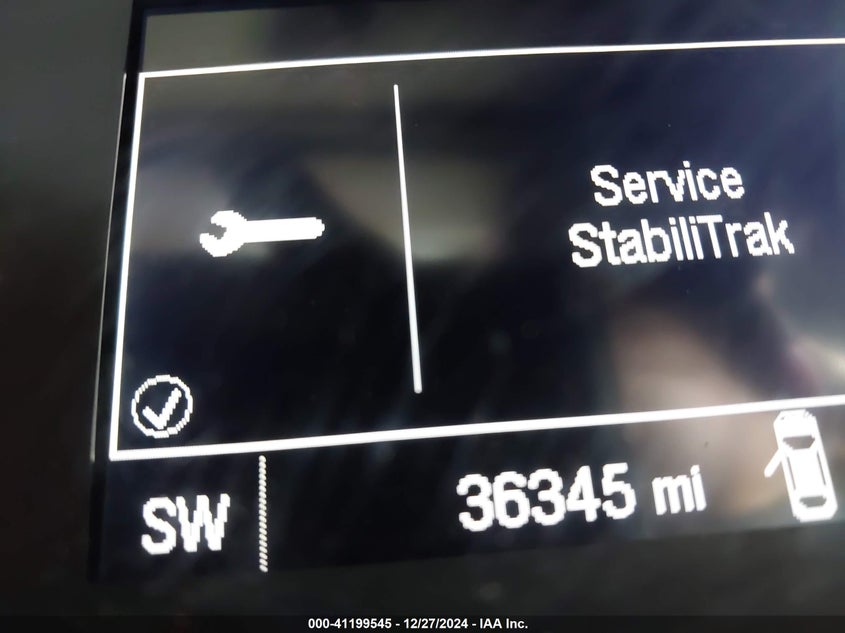 Service
StabiliTrak
SW
36345 mi
000-41199545 - 12/27/2024 - IAA Inc.